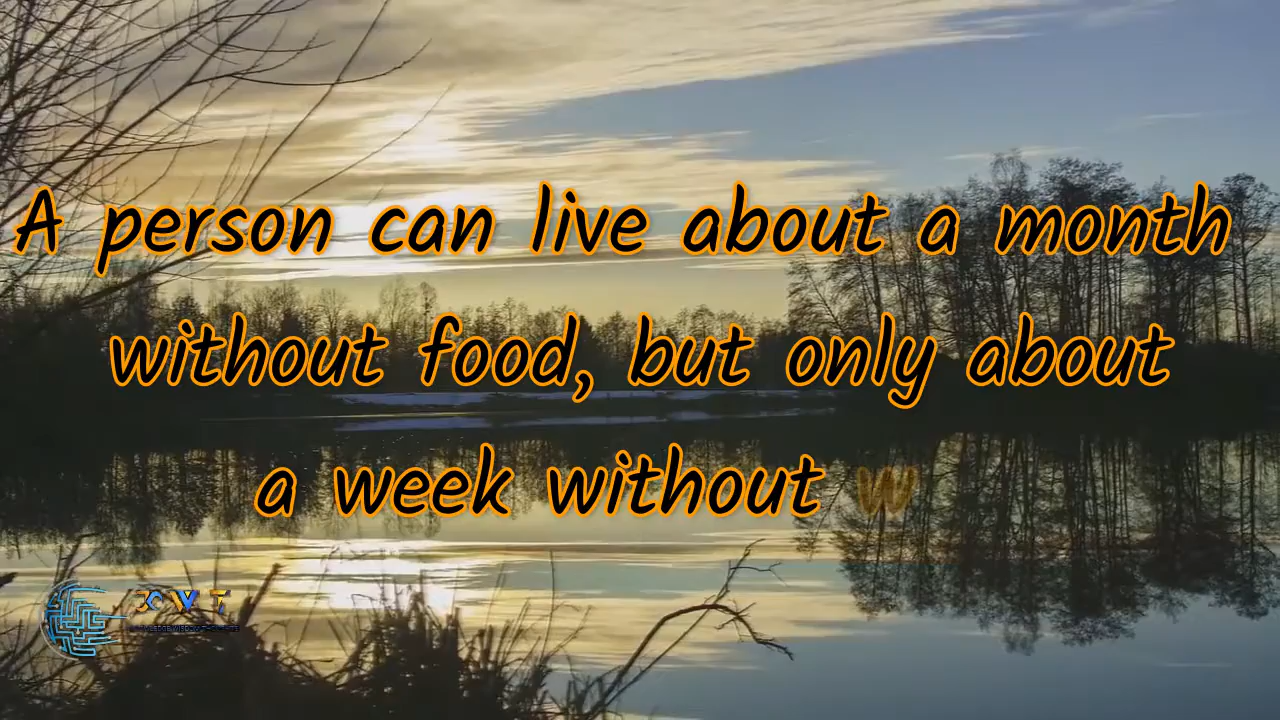 A person can live about a month
without food, but only about
a week without w